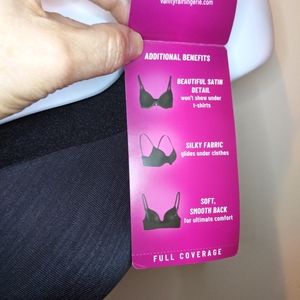 vanityfairlingerie.com
ADDITIONAL BENEFITS
BEAUTIFUL SATIN
DETAIL
won't show under
t-shirts
SILKY FABRIC
glides under clothes
SOFT,
SMOOTH BACK
for ultimate comfort
FULL COVERAGE